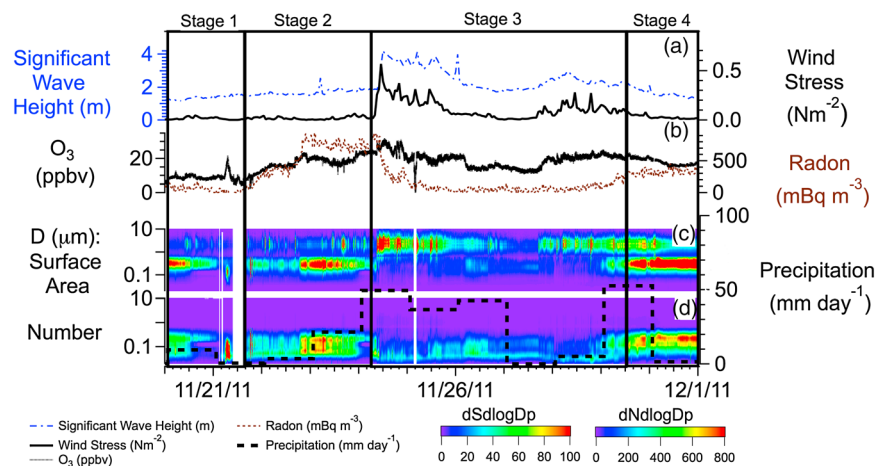 Stage 1 Stage 2 Stage 3 Stage 4
Significant
Wave
Height (m)
4
2
0
(a)
0.5
0.0
Wind
Stress
(Nm⁻²)
O₃
(ppbv)
20
0
(b)
500
0
Radon
(mBq m⁻³)
D (μm):
Surface
Area
10
0.1
(c)
100
50
0
Precipitation
(mm day⁻¹)
Number
10
0.1
(d)
11/21/11 11/26/11 12/1/11
Significant Wave Height (m) Radon (mBq m⁻³)
Wind Stress (Nm⁻²) Precipitation (mm day⁻¹)
O₃ (ppbv)
dSdlogDp dNdlogDp
0 20 40 60 80 100 0 200 400 600 800